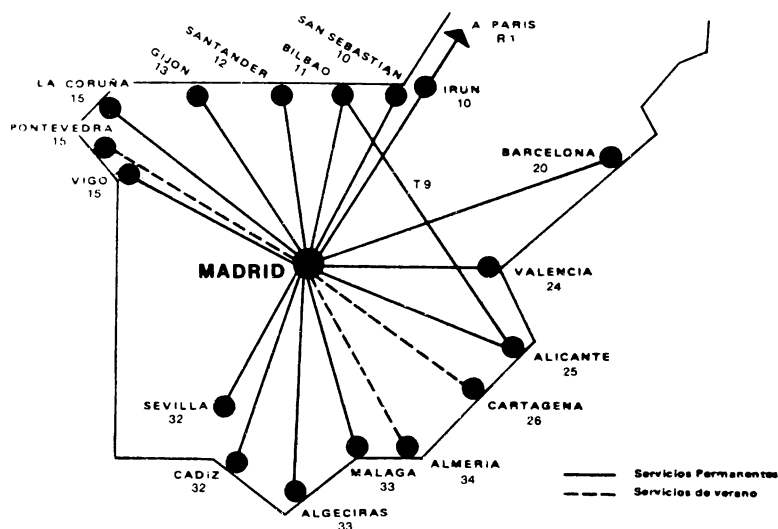 A PARIS
R1
SAN SEBASTIAN
10
BILBAO
11
SANTANDER
12
GIJON
13
LA CORUÑA
15
IRUN
10
PONTEVEDRA
15
VIGO
15
BARCELONA
20
T9
MADRID
VALENCIA
24
ALICANTE
25
CARTAGENA
26
SEVILLA
32
CADIZ
32
MALAGA
33
ALMERIA
34
ALGECIRAS
33
Servicios Permanentes
Servicios de verano